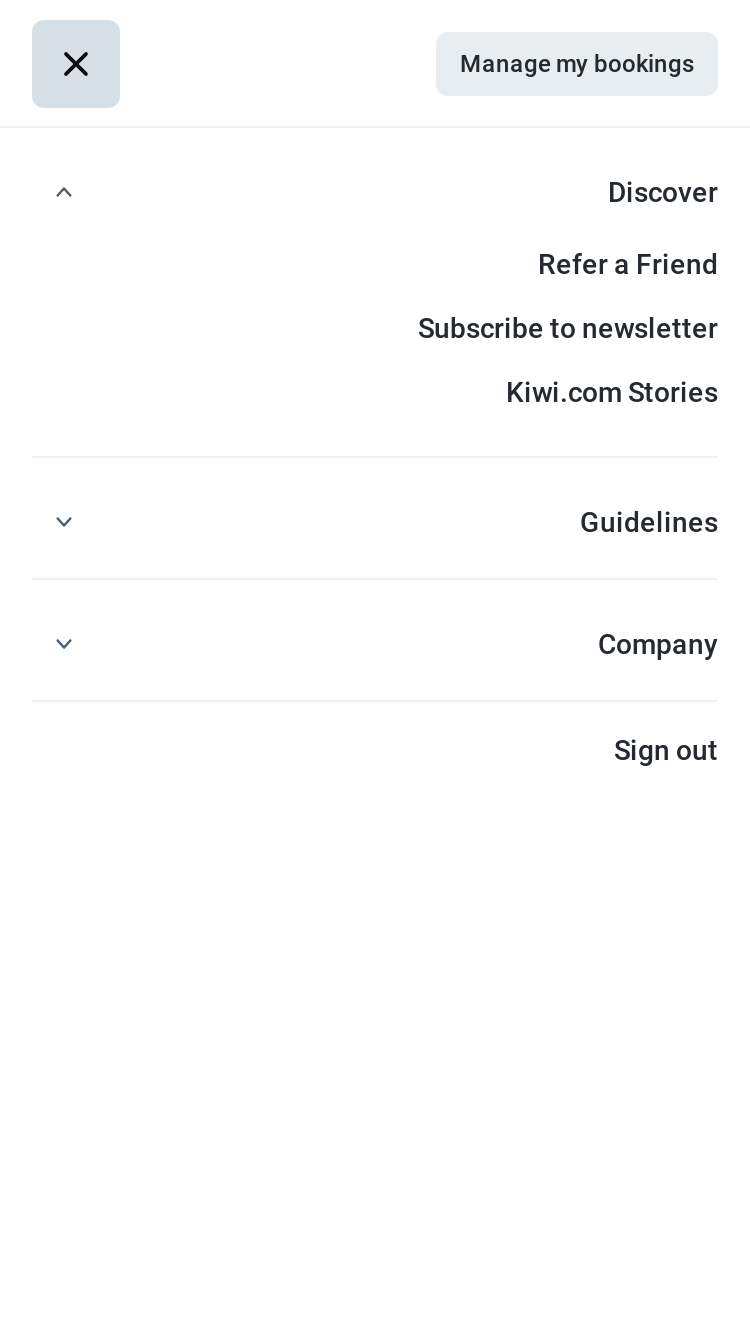 Manage my bookings
Discover
Refer a Friend
Subscribe to newsletter
Kiwi.com Stories
Guidelines
Company
Sign out